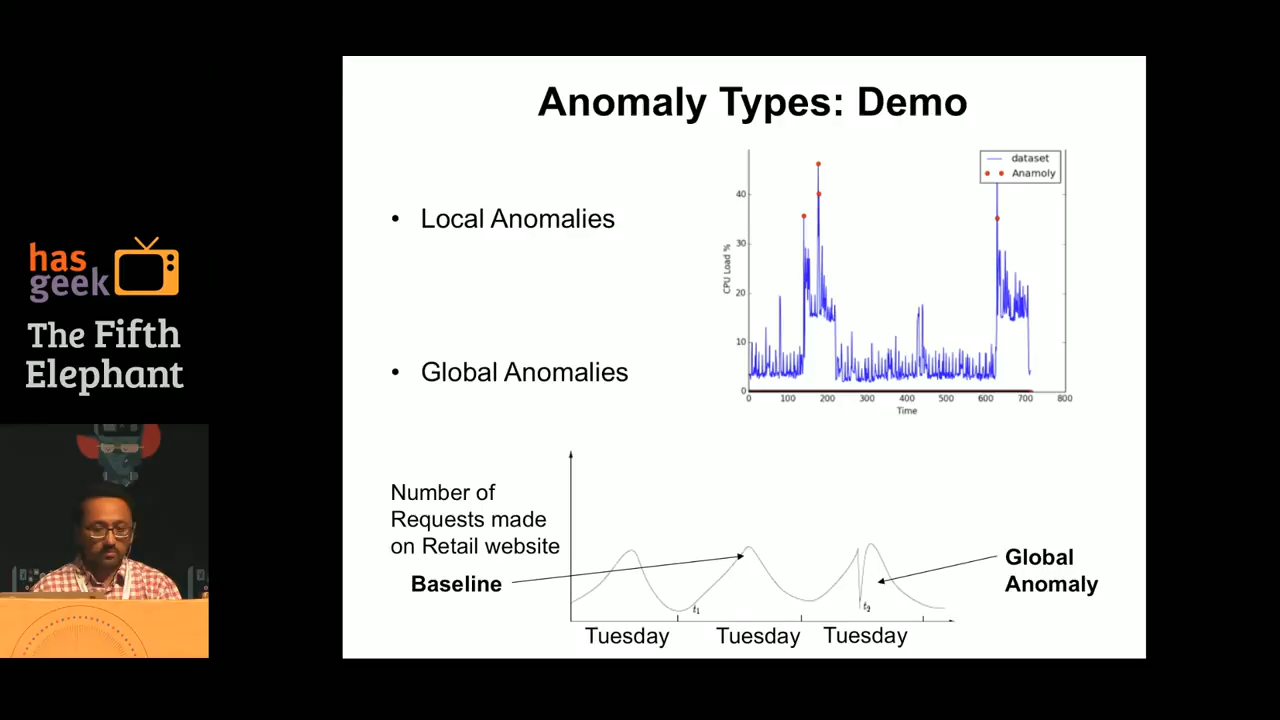 has
geek
The Fifth
Elephant
Anomaly Types: Demo
• Local Anomalies
• Global Anomalies
dataset
Anamoly
CPU Load %
40
30
20
10
0
0 100 200 300 400 500 600 700 800
Time
Number of
Requests made
on Retail website
Baseline
Global
Anomaly
t1
t2
Tuesday Tuesday Tuesday